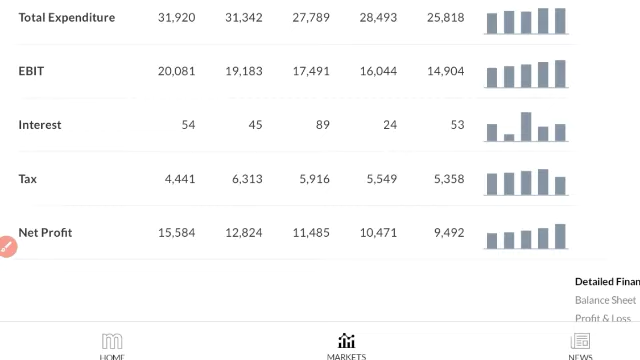 Total Expenditure 31,920 31,342 27,789 28,493 25,818
EBIT 20,081 19,183 17,491 16,044 14,904
Interest 54 45 89 24 53
Tax 4,441 6,313 5,916 5,549 5,358
Net Profit 15,584 12,824 11,485 10,471 9,492
Detailed Finan
Balance Sheet
Profit & Loss
m
HOME MARKETS NEWS